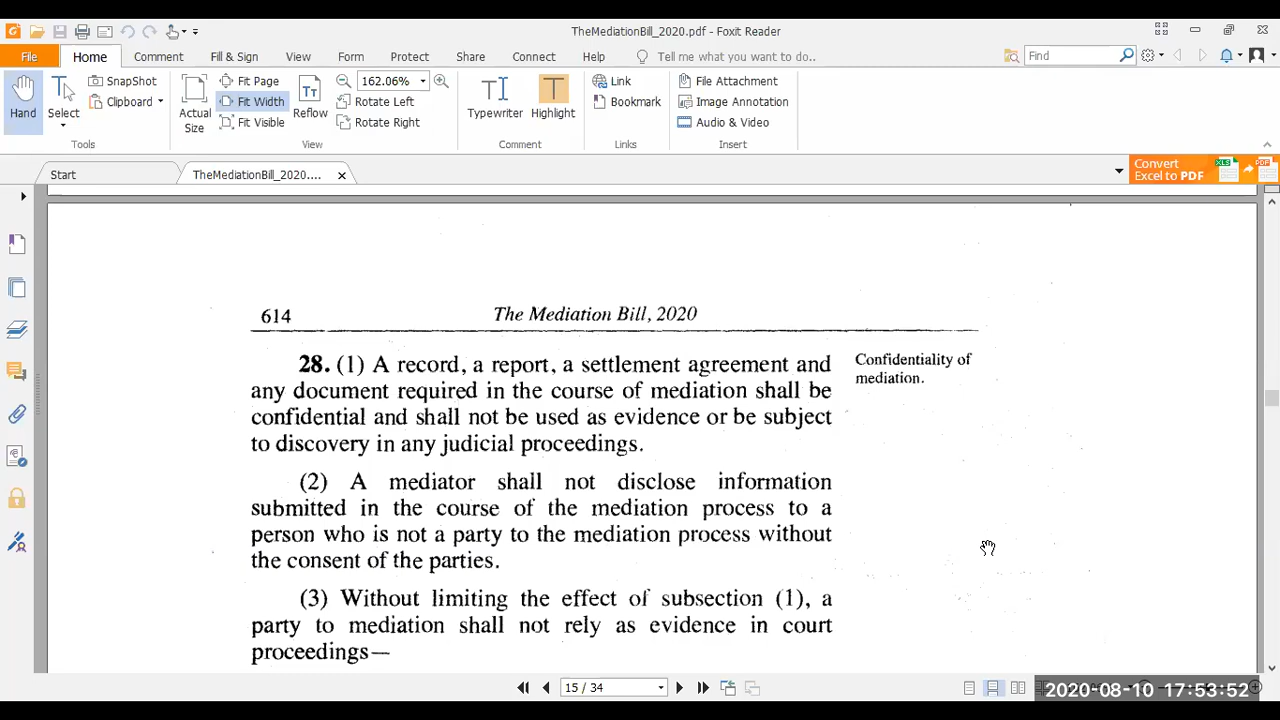 TheMediationBill_2020.pdf - Foxit Reader
File Home Comment Fill & Sign View Form Protect Share Connect Help Tell me what you want to do.. Find
SnapShot
Clipboard
Hand Select
Tools
Actual Size
Fit Page
Fit Width
Fit Visible
Reflow
162.06%
Rotate Left
Rotate Right
View
Typewriter Highlight
Comment
Link
Bookmark
Links
File Attachment
Image Annotation
Audio & Video
Insert
Start TheMediationBill_2020....
Convert
Excel to PDF
XLS PDF
614 The Mediation Bill, 2020
28. (1) A record, a report, a settlement agreement and
any document required in the course of mediation shall be
confidential and shall not be used as evidence or be subject
to discovery in any judicial proceedings.
Confidentiality of
mediation.
(2) A mediator shall not disclose information
submitted in the course of the mediation process to a
person who is not a party to the mediation process without
the consent of the parties.
(3) Without limiting the effect of subsection (1), a
party to mediation shall not rely as evidence in court
proceedings—
15 / 34
2020-08-10 17:53:52